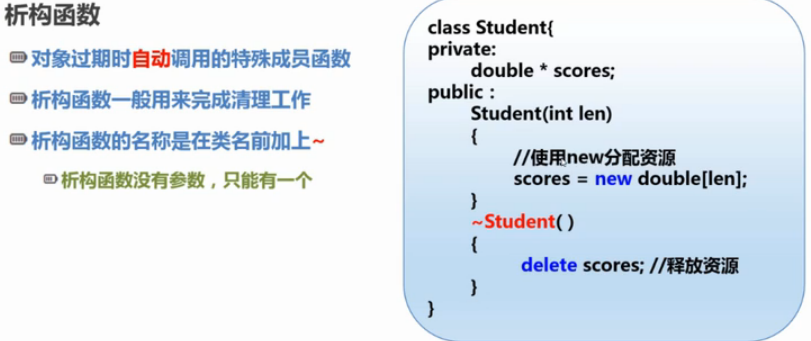 析构函数
对象过期时自动调用的特殊成员函数
析构函数一般用来完成清理工作
析构函数的名称是在类名前加上~
析构函数没有参数，只能有一个
class Student{
private:
double * scores;
public :
Student(int len)
{
//使用new分配资源
scores = new double[len];
}
~Student( )
{
delete scores; //释放资源
}
}